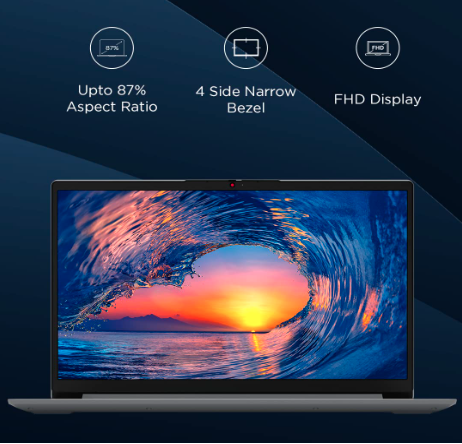 87%
FHD
Upto 87%
Aspect Ratio
4 Side Narrow
Bezel
FHD Display